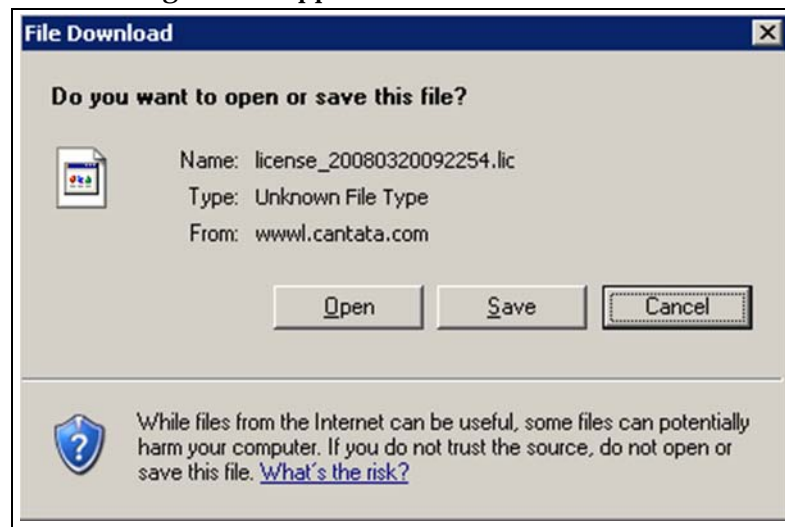 File Download
Do you want to open or save this file?
Name: license_20080320092254.lic
Type: Unknown File Type
From: wwwl.cantata.com
Open Save Cancel
While files from the Internet can be useful, some files can potentially
harm your computer. If you do not trust the source, do not open or
save this file. What's the risk?